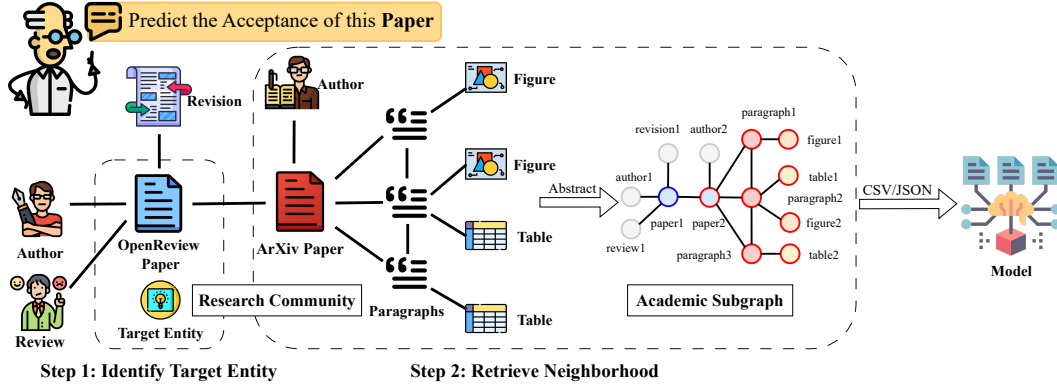 Predict the Acceptance of this Paper
Revision
Author
Figure
Figure
Author
OpenReview
Paper
ArXiv Paper
Table
Review
Target Entity
Research Community
Paragraphs
Table
Abstract
revision1
author2
paragraph1
figure1
author1
table1
paragraph2
paper1
paper2
figure2
review1
paragraph3
table2
Academic Subgraph
CSV/JSON
Model
Step 1: Identify Target Entity
Step 2: Retrieve Neighborhood